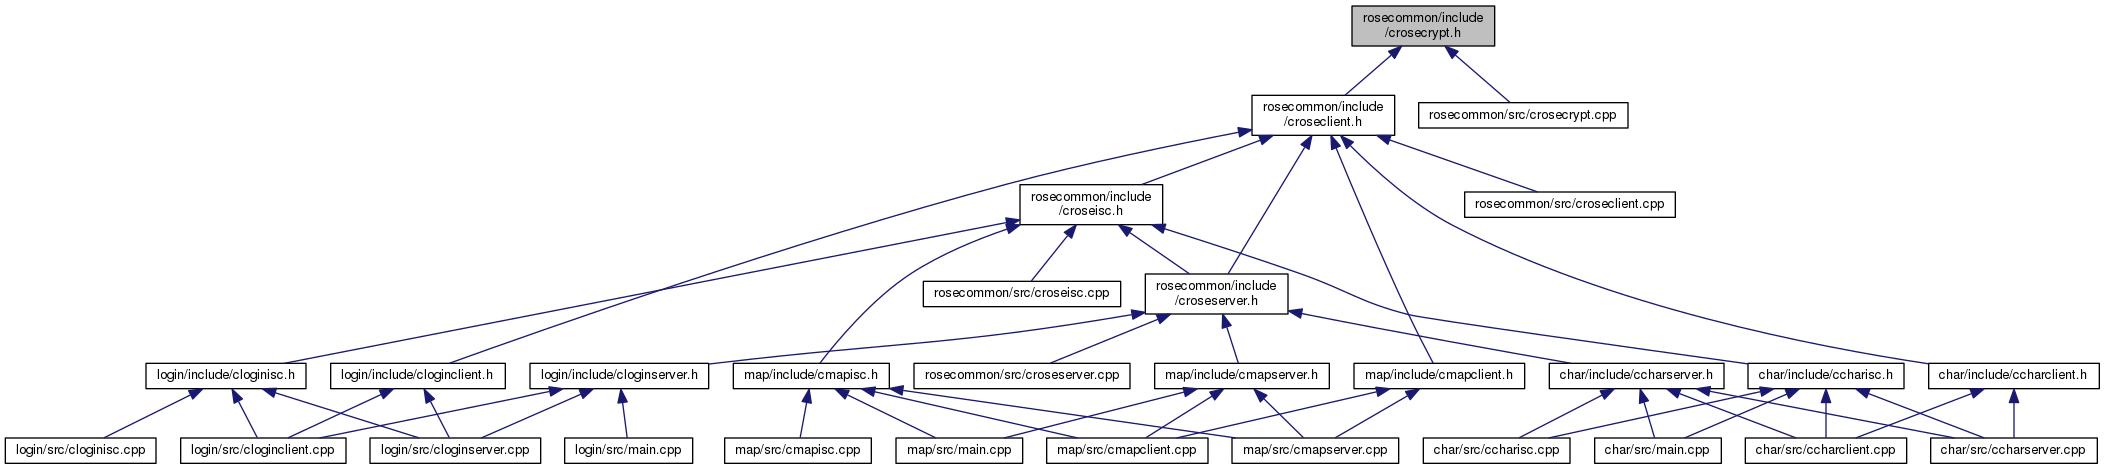 rosecommon/include
/crosecrypt.h
rosecommon/include
/croseclient.h
rosecommon/src/crosecrypt.cpp
rosecommon/include
/croseisc.h
rosecommon/src/croseclient.cpp
rosecommon/src/croseisc.cpp
rosecommon/include
/croseserver.h
login/include/cloginisc.h
login/include/cloginclient.h
login/include/cloginserver.h
map/include/cmapisc.h
rosecommon/src/croseserver.cpp
map/include/cmapserver.h
map/include/cmapclient.h
char/include/ccharserver.h
char/include/ccharisc.h
char/include/ccharclient.h
login/src/cloginisc.cpp
login/src/cloginclient.cpp
login/src/cloginserver.cpp
login/src/main.cpp
map/src/cmapisc.cpp
map/src/main.cpp
map/src/cmapclient.cpp
map/src/cmapserver.cpp
char/src/ccharisc.cpp
char/src/main.cpp
char/src/ccharclient.cpp
char/src/ccharserver.cpp